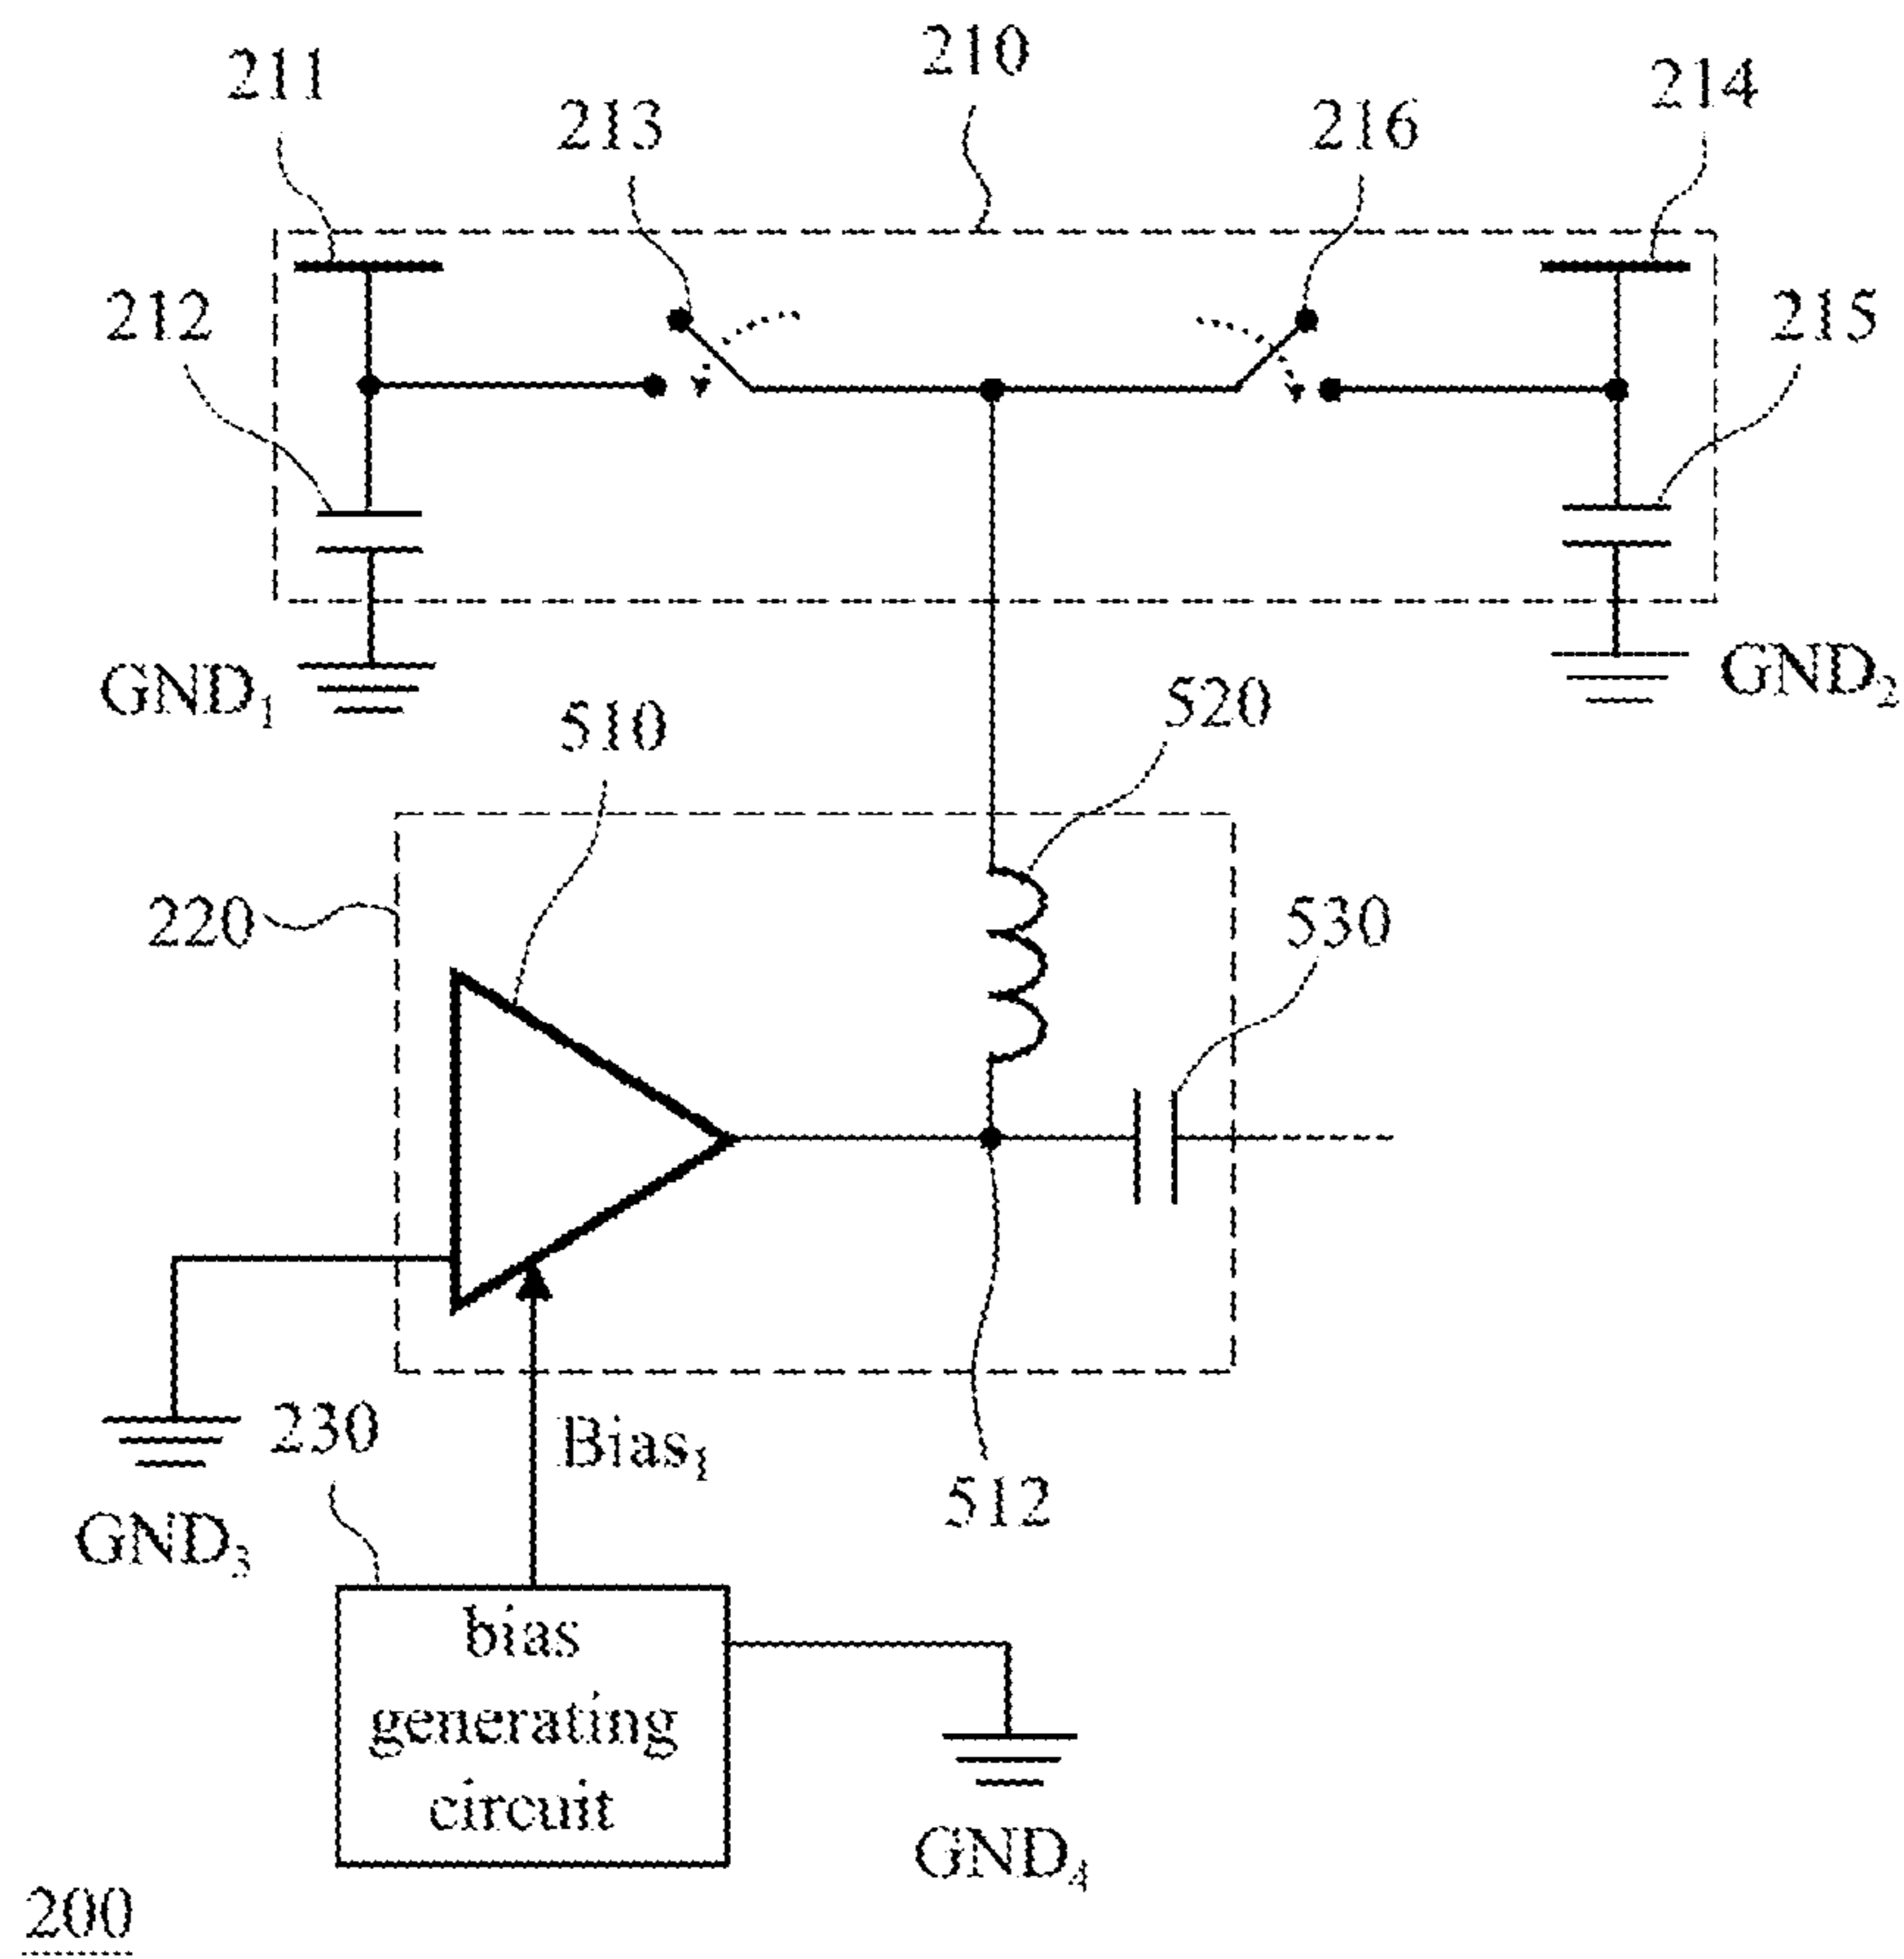 210
211
214
213
216
212
215
GND1
GND2
510
520
220
530
230
Bias1
512
GND3
bias
generating
circuit
GND4
200